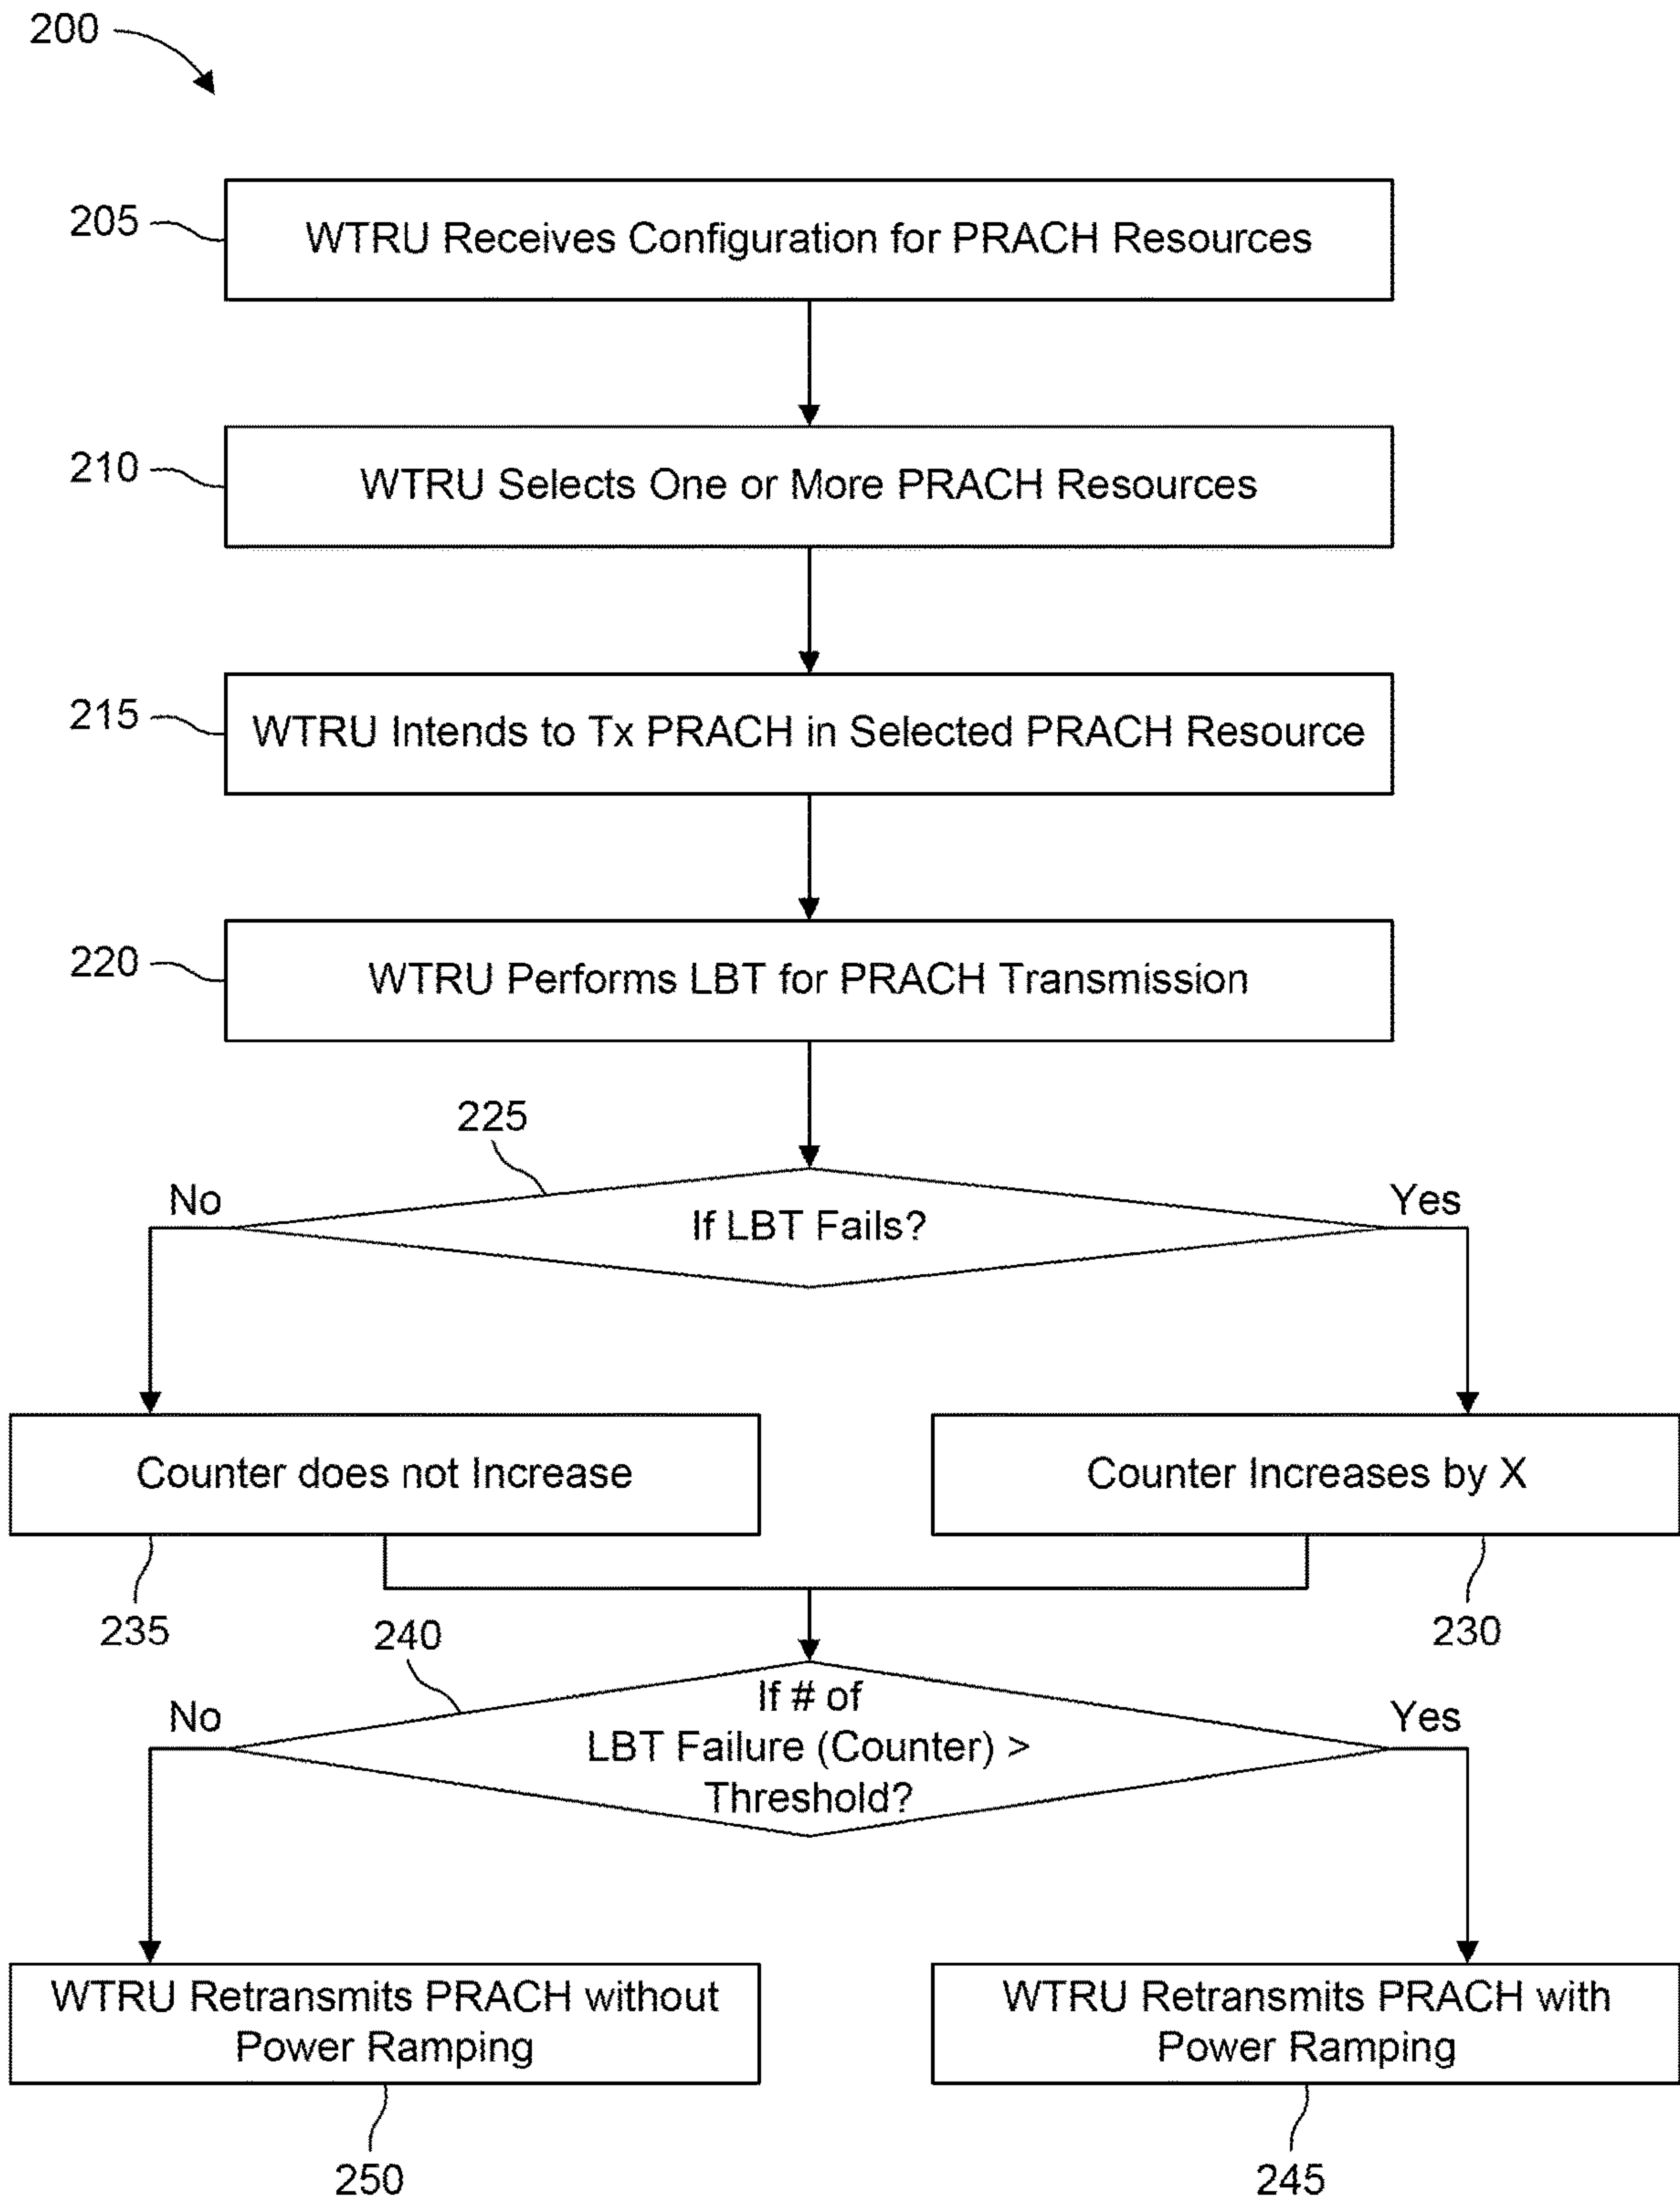 200
205
WTRU Receives Configuration for PRACH Resources
210
WTRU Selects One or More PRACH Resources
215
WTRU Intends to Tx PRACH in Selected PRACH Resource
220
WTRU Performs LBT for PRACH Transmission
225
No
If LBT Fails?
Yes
Counter does not Increase
Counter Increases by X
235
230
240
No
If # of
LBT Failure (Counter) >
Threshold?
Yes
WTRU Retransmits PRACH without
Power Ramping
WTRU Retransmits PRACH with
Power Ramping
250
245